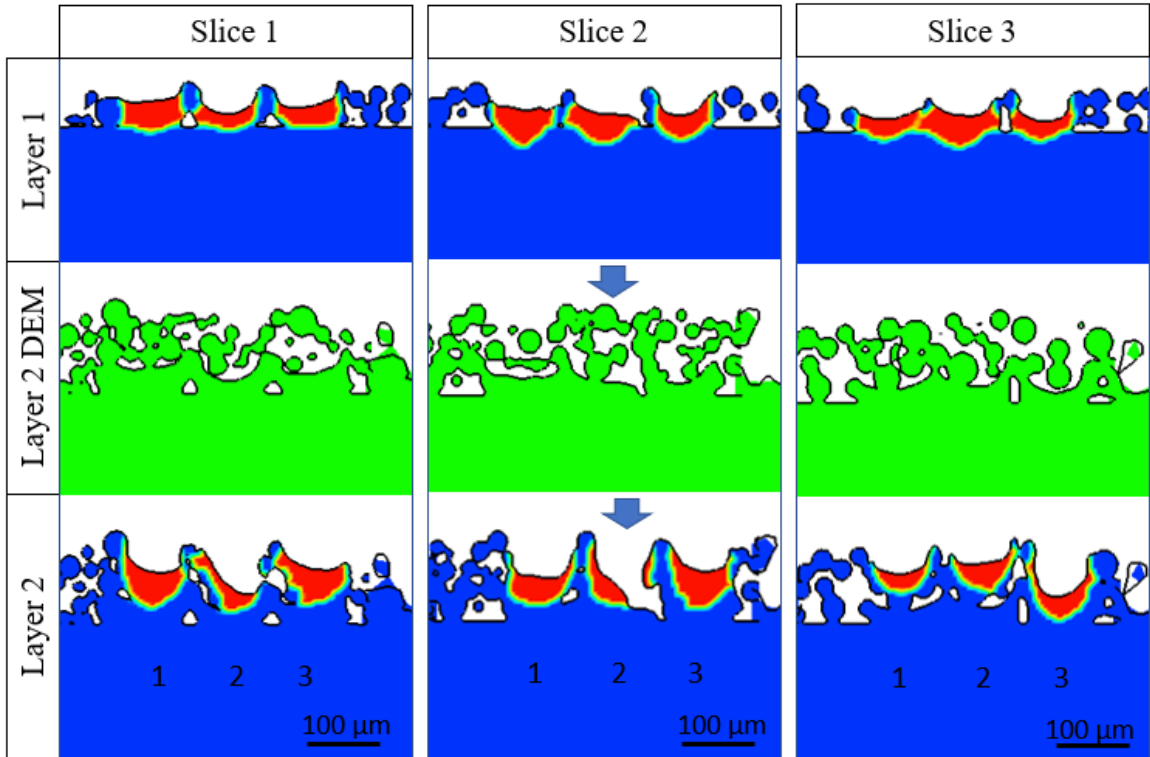 Slice 1
Slice 2
Slice 3
Layer 1
Layer 2 DEM
Layer 2
1 2 3
100 μm
1 2 3
100 μm
1 2 3
100 μm